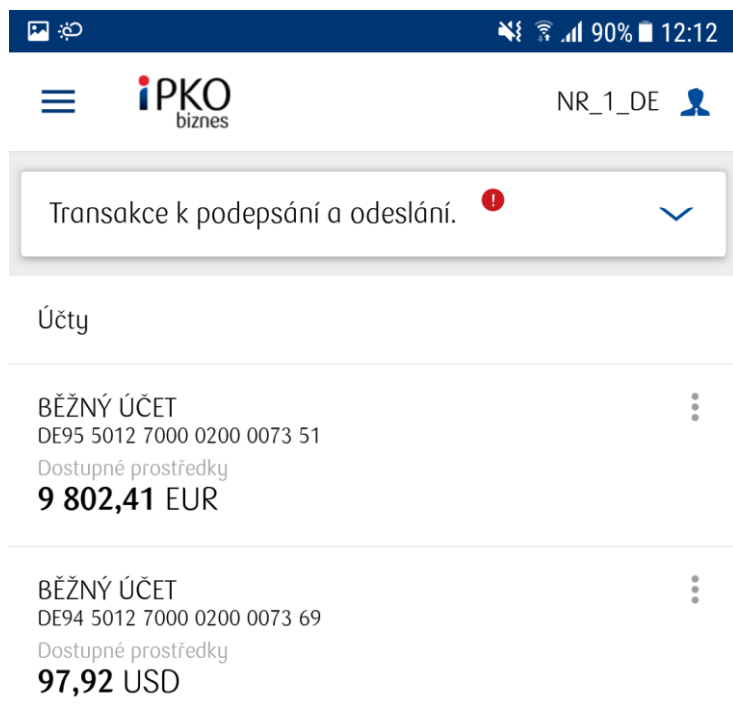 90% 12:12
iPKO
biznes
NR_1_DE
Transakce k podepsání a odeslání.
Účty
BĚŽNÝ ÚČET
DE95 5012 7000 0200 0073 51
Dostupné prostředky
9 802,41 EUR
BĚŽNÝ ÚČET
DE94 5012 7000 0200 0073 69
Dostupné prostředky
97,92 USD